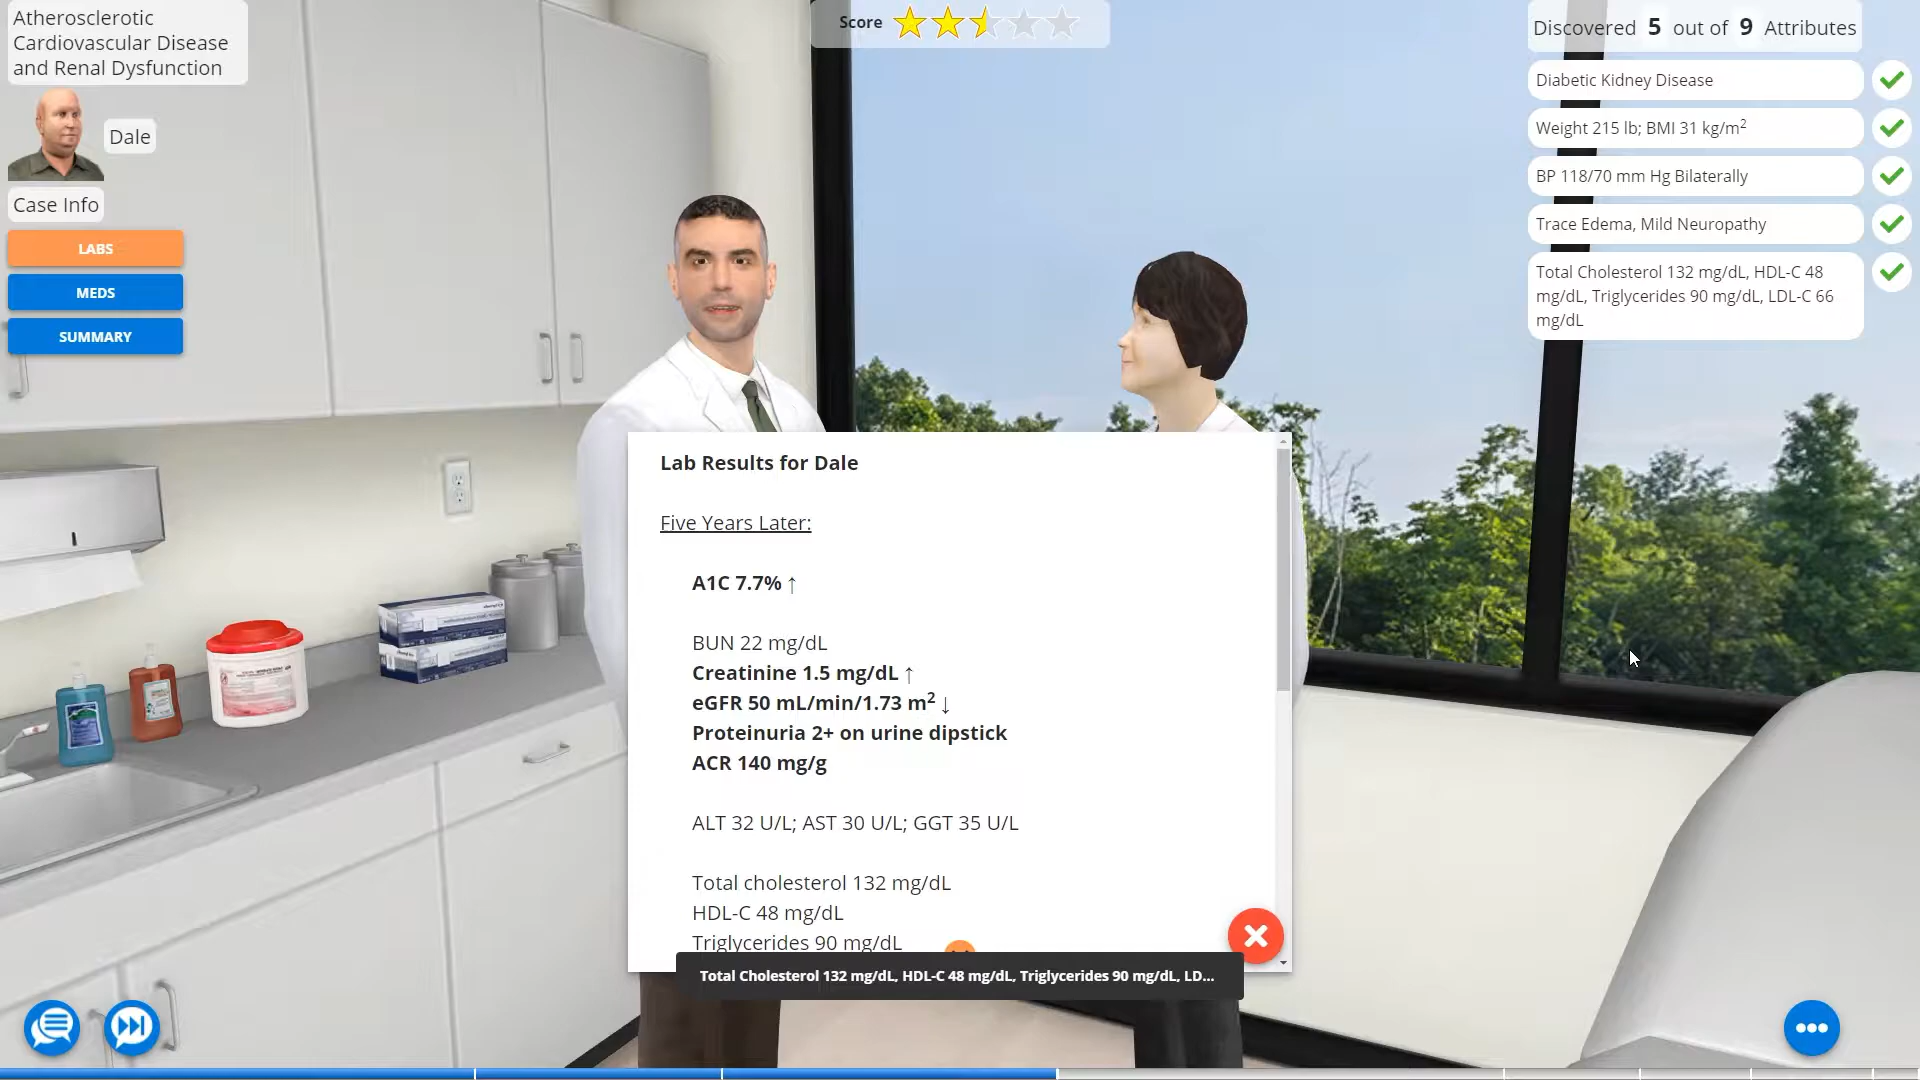 Atherosclerotic
Cardiovascular Disease
and Renal Dysfunction
Dale
Case Info
LABS
MEDS
SUMMARY
Score
Discovered 5 out of 9 Attributes
Diabetic Kidney Disease
Weight 215 lb; BMI 31 kg/m²
BP 118/70 mm Hg Bilaterally
Trace Edema, Mild Neuropathy
Total Cholesterol 132 mg/dL, HDL-C 48
mg/dL, Triglycerides 90 mg/dL, LDL-C 66
mg/dL
Lab Results for Dale
Five Years Later:
A1C 7.7% ↑
BUN 22 mg/dL
Creatinine 1.5 mg/dL ↑
eGFR 50 mL/min/1.73 m² ↓
Proteinuria 2+ on urine dipstick
ACR 140 mg/g
ALT 32 U/L; AST 30 U/L; GGT 35 U/L
Total cholesterol 132 mg/dL
HDL-C 48 mg/dL
Triglycerides 90 mg/dL
Total Cholesterol 132 mg/dL, HDL-C 48 mg/dL, Triglycerides 90 mg/dL, LD...